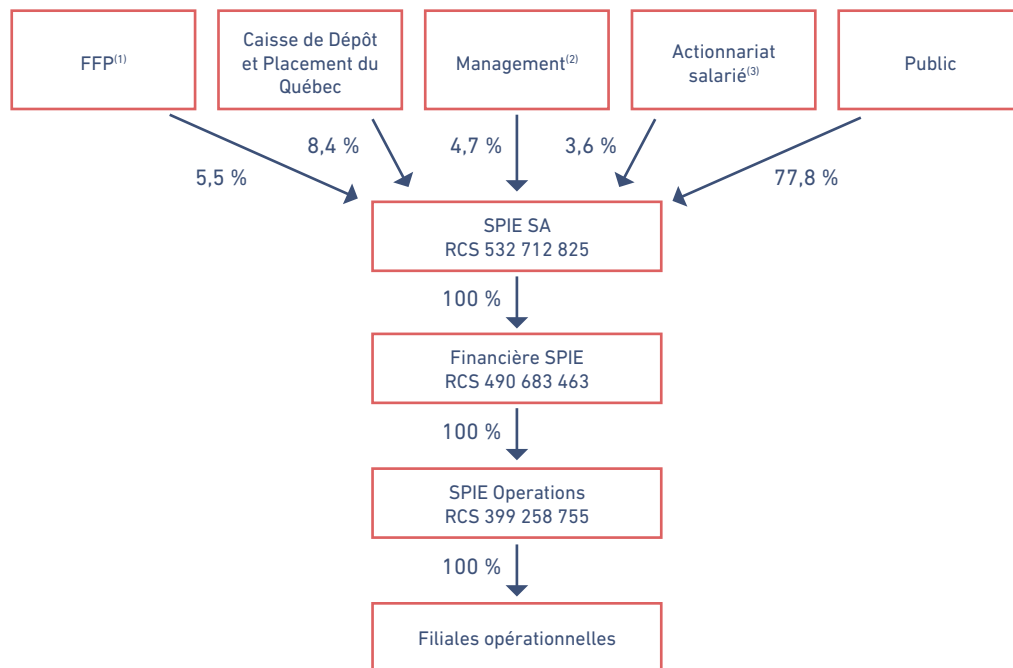 FFP(1)
Caisse de Dépôt
et Placement du
Québec
Management(2)
Actionnariat
salarié(3)
Public
5,5 %
8,4 %
4,7 %
3,6 %
77,8 %
SPIE SA
RCS 532 712 825
100 %
Financière SPIE
RCS 490 683 463
100 %
SPIE Operations
RCS 399 258 755
100 %
Filiales opérationnelles